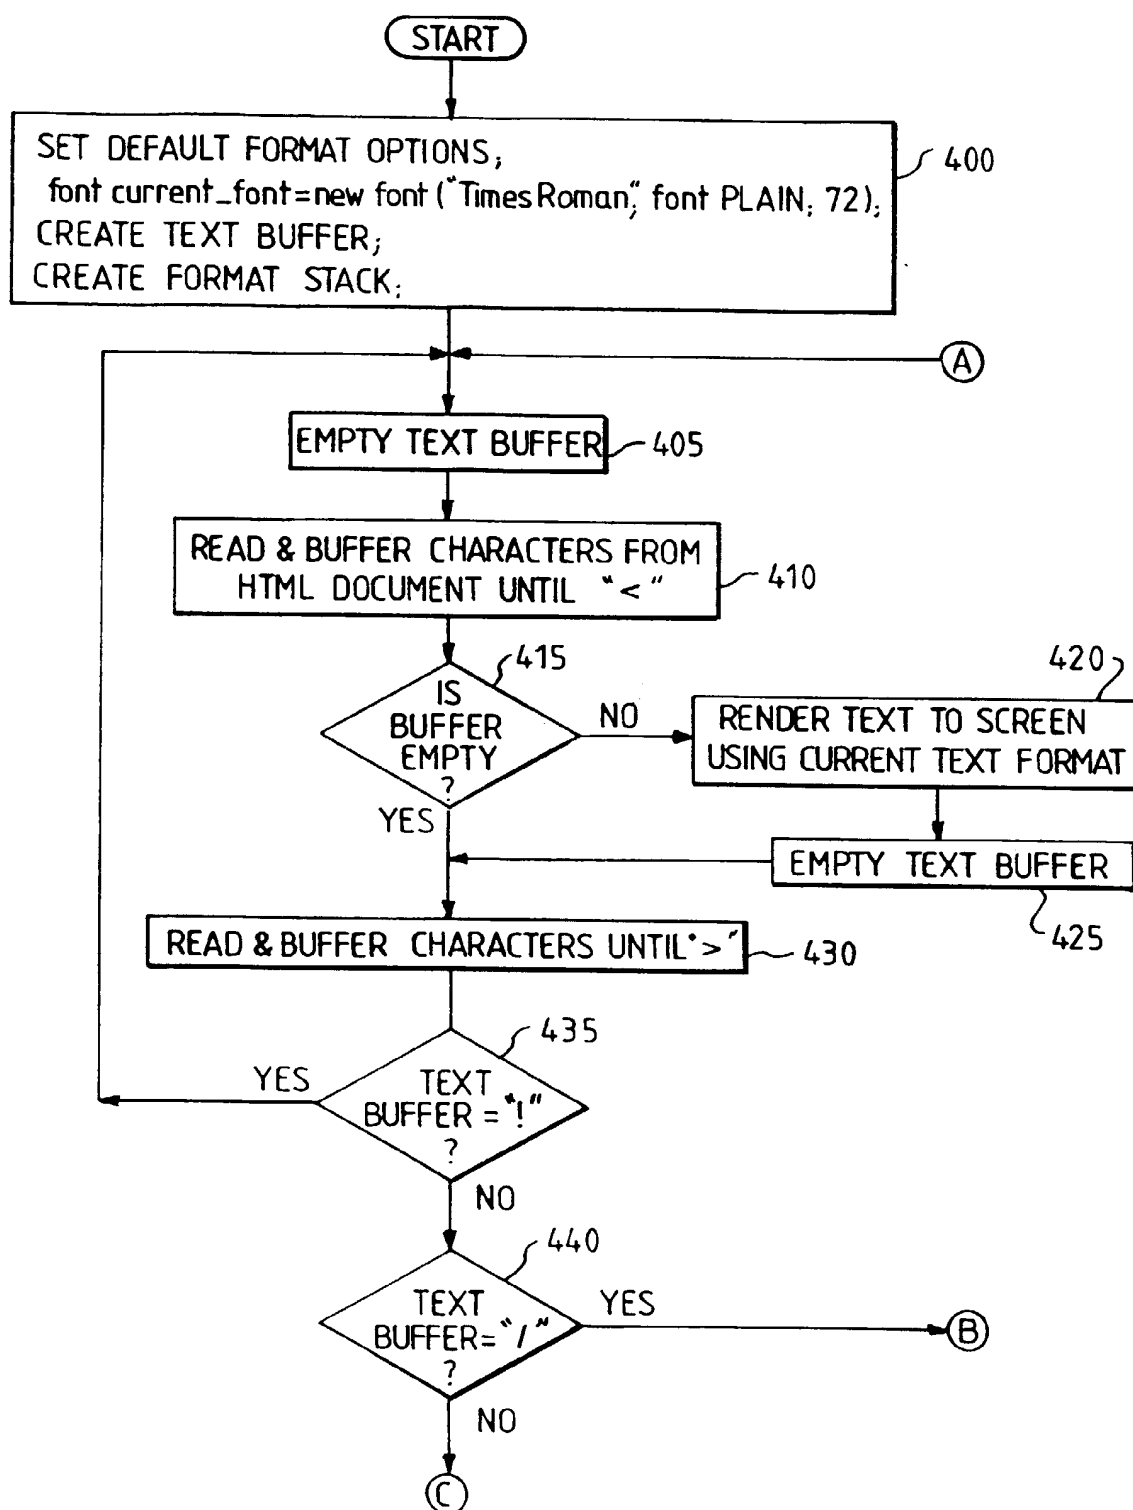 START
SET DEFAULT FORMAT OPTIONS;
font current_font=new font ("TimesRoman", font PLAIN; 72);
CREATE TEXT BUFFER;
CREATE FORMAT STACK;
400
A
EMPTY TEXT BUFFER
405
READ & BUFFER CHARACTERS FROM
HTML DOCUMENT UNTIL "<"
410
415
IS
BUFFER
EMPTY
?
NO
YES
420
RENDER TEXT TO SCREEN
USING CURRENT TEXT FORMAT
EMPTY TEXT BUFFER
425
READ & BUFFER CHARACTERS UNTIL ">"
430
435
YES
TEXT
BUFFER = "!"
?
NO
440
TEXT
BUFFER = "/"
?
YES
B
NO
C